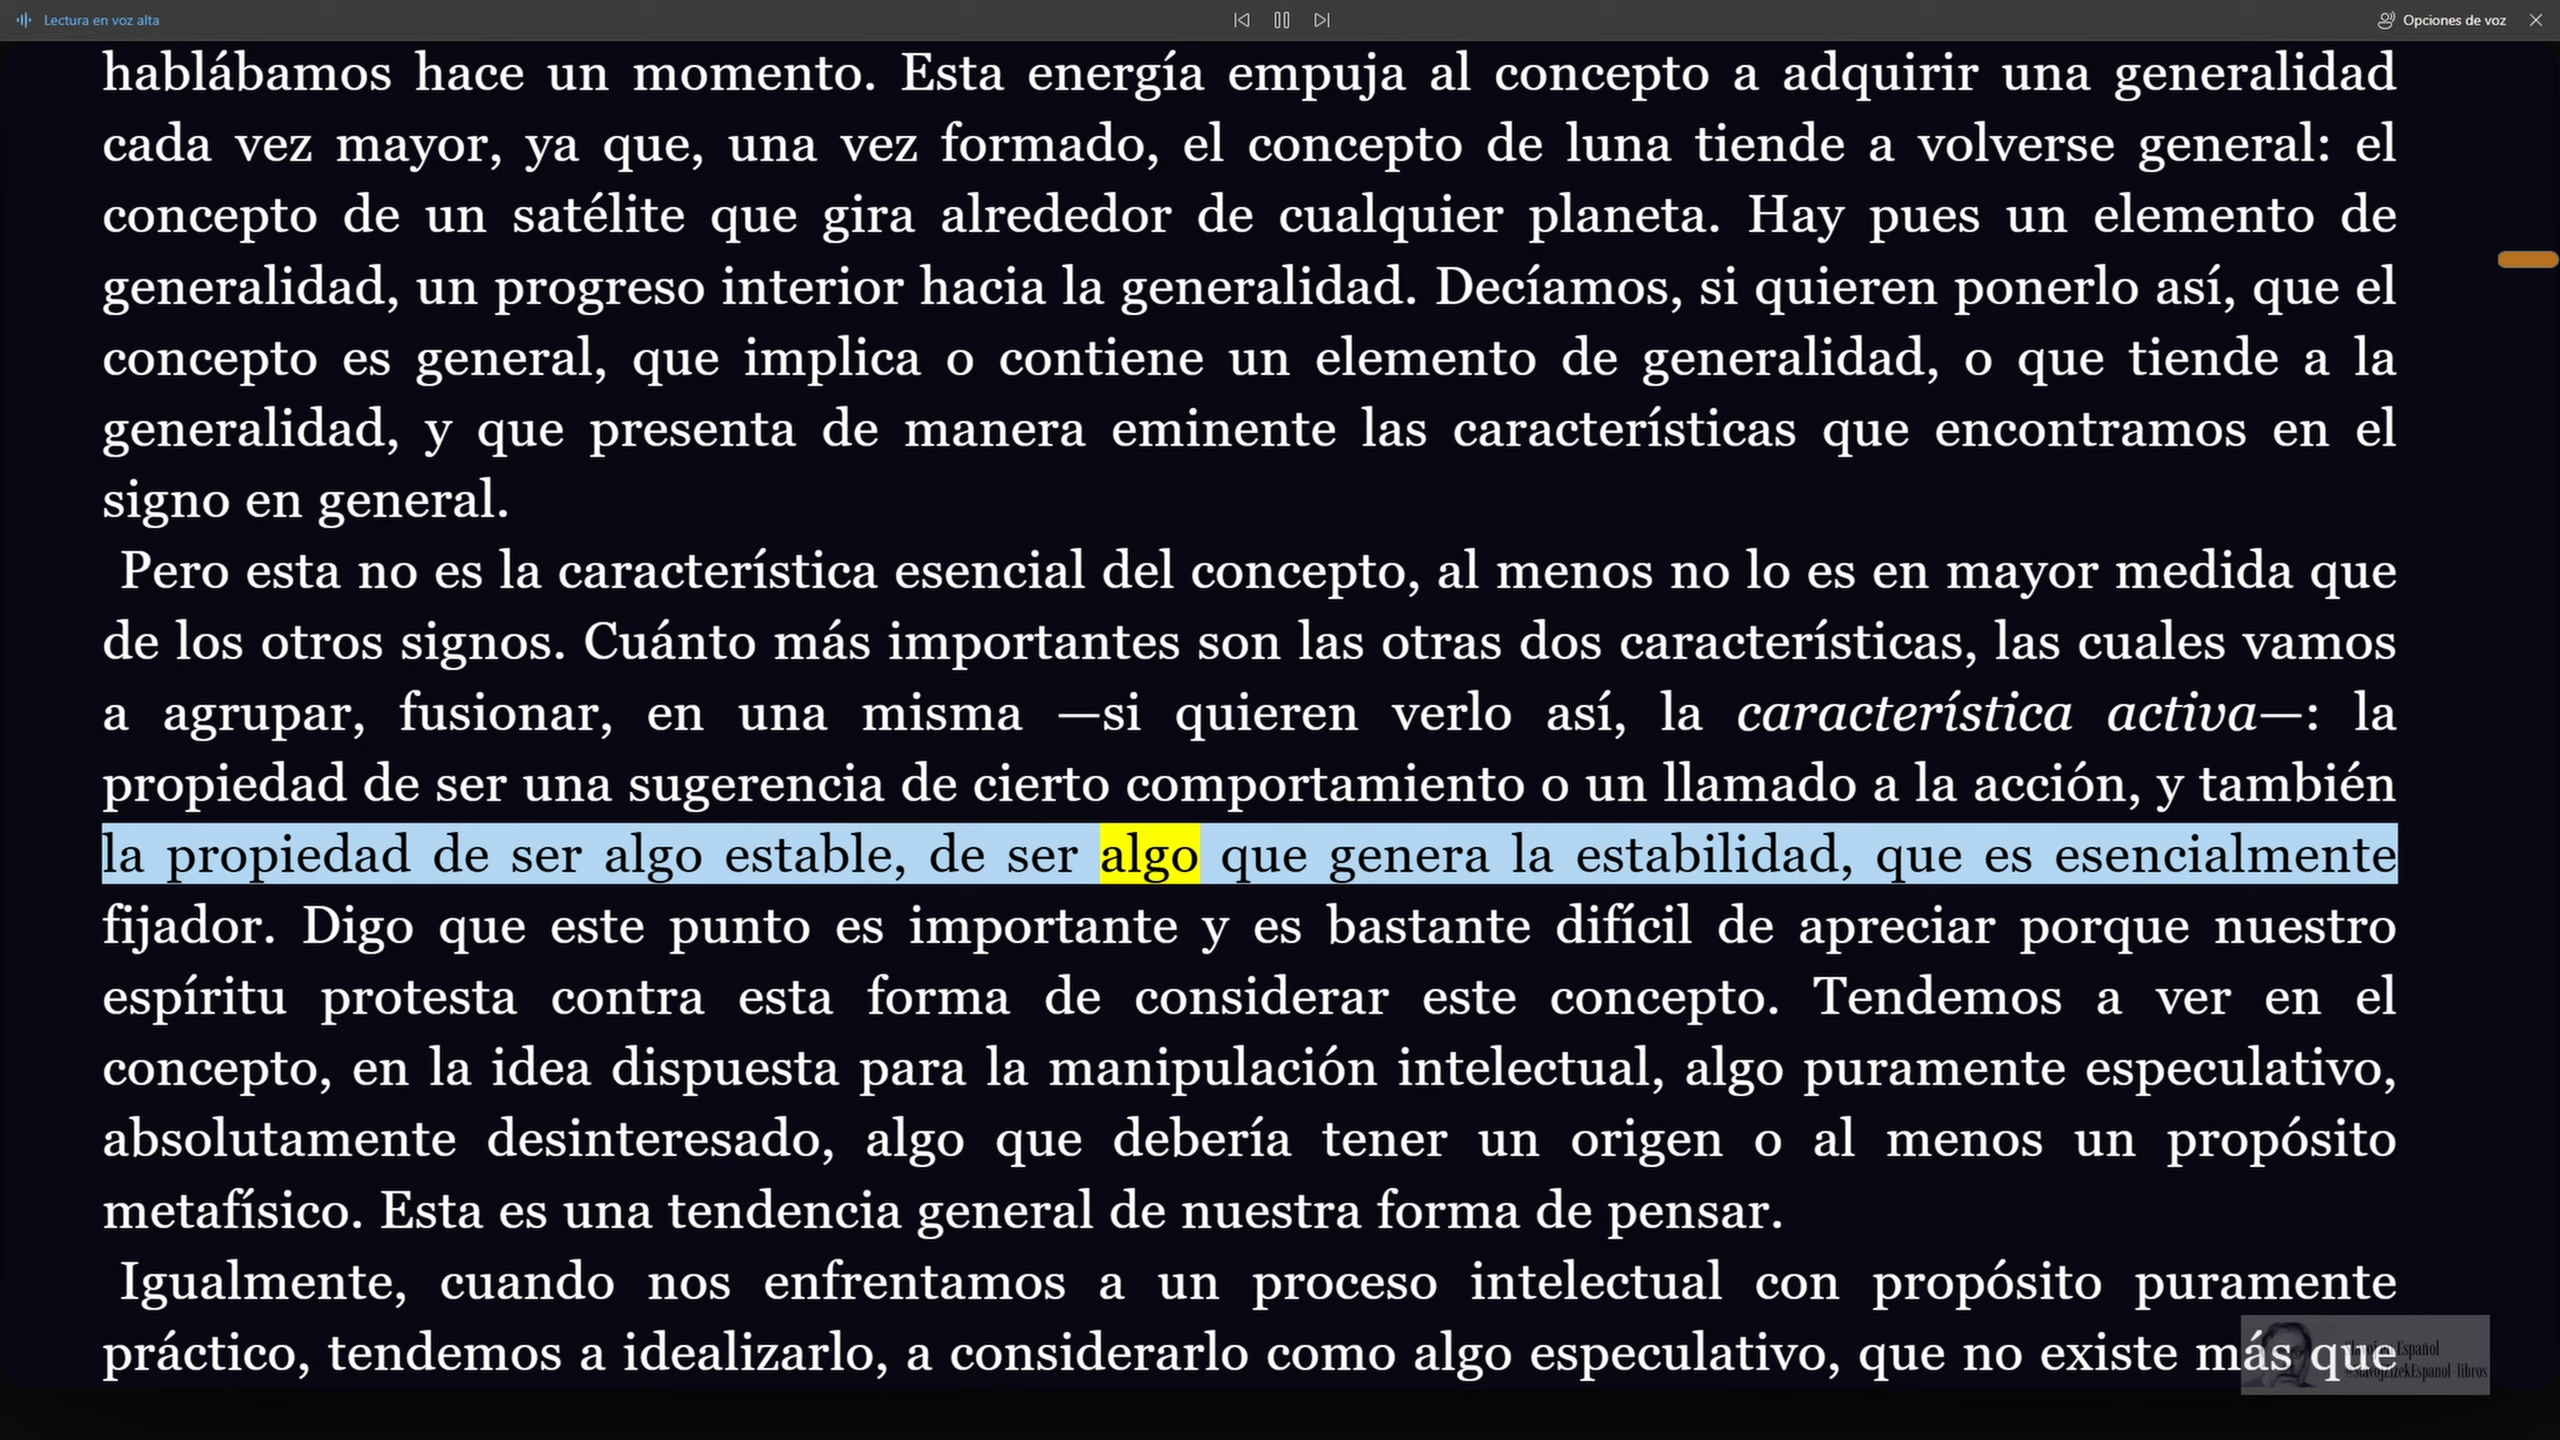 Lectura en voz alta
Opciones de voz
hablábamos hace un momento. Esta energía empuja al concepto a adquirir una generalidad
cada vez mayor, ya que, una vez formado, el concepto de luna tiende a volverse general: el
concepto de un satélite que gira alrededor de cualquier planeta. Hay pues un elemento de
generalidad, un progreso interior hacia la generalidad. Decíamos, si quieren ponerlo así, que el
concepto es general, que implica o contiene un elemento de generalidad, o que tiende a la
generalidad, y que presenta de manera eminente las características que encontramos en el
signo en general.
Pero esta no es la característica esencial del concepto, al menos no lo es en mayor medida que
de los otros signos. Cuánto más importantes son las otras dos características, las cuales vamos
a agrupar, fusionar, en una misma —si quieren verlo así, la característica activa—: la
propiedad de ser una sugerencia de cierto comportamiento o un llamado a la acción, y también
la propiedad de ser algo estable, de ser algo que genera la estabilidad, que es esencialmente
fijador. Digo que este punto es importante y es bastante difícil de apreciar porque nuestro
espíritu protesta contra esta forma de considerar este concepto. Tendemos a ver en el
concepto, en la idea dispuesta para la manipulación intelectual, algo puramente especulativo,
absolutamente desinteresado, algo que debería tener un origen o al menos un propósito
metafísico. Esta es una tendencia general de nuestra forma de pensar.
Igualmente, cuando nos enfrentamos a un proceso intelectual con propósito puramente
práctico, tendemos a idealizarlo, a considerarlo como algo especulativo, que no existe más que
Español